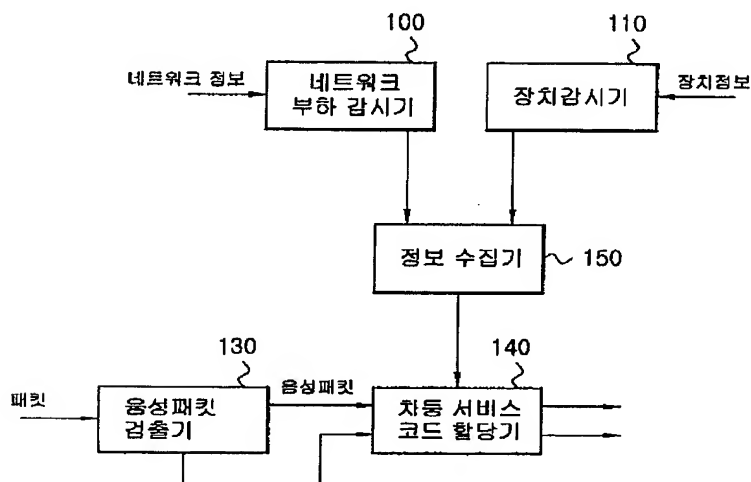 100
110
네트워크 정보
네트워크
부하 감시기
장치감시기
장치정보
정보 수집기
150
130
140
패킷
음성패킷
검출기
음성패킷
차등 서비스
코드 할당기